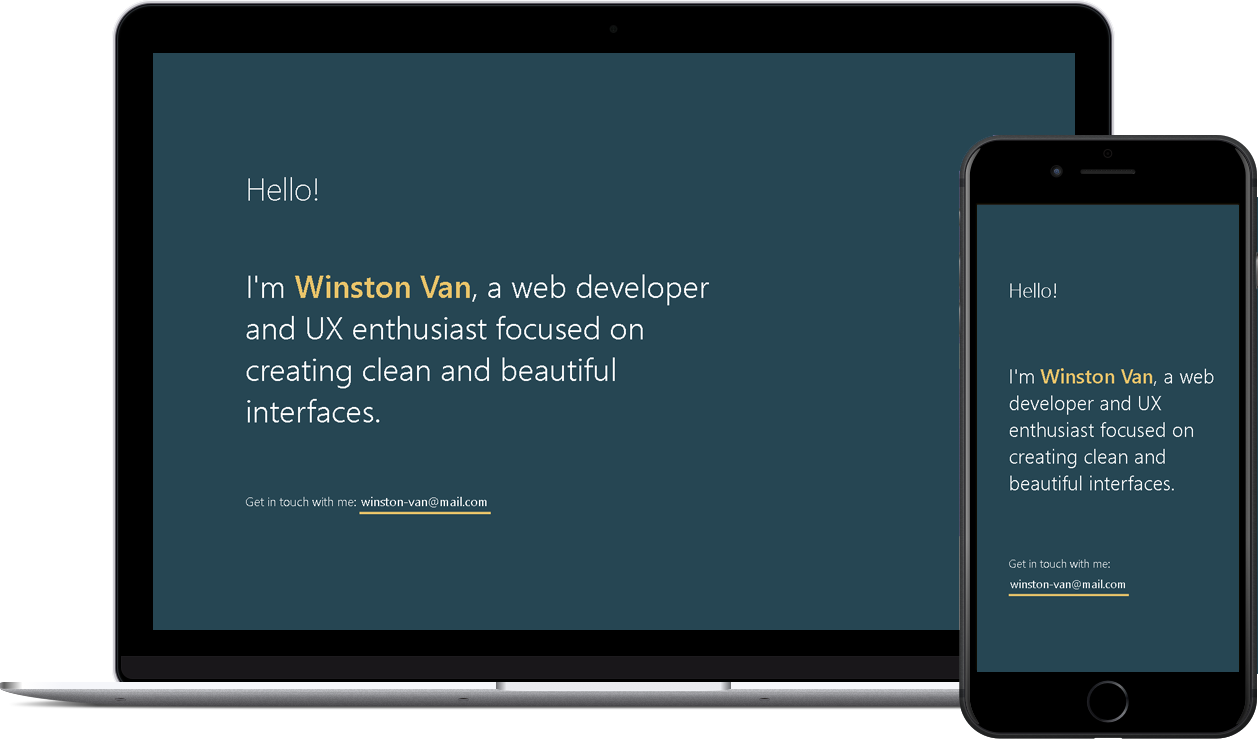 Hello!
I'm Winston Van, a web developer
and UX enthusiast focused on
creating clean and beautiful
interfaces.
Get in touch with me: winston-van@mail.com
Hello!
I'm Winston Van, a web
developer and UX
enthusiast focused on
creating clean and
beautiful interfaces.
Get in touch with me:
winston-van@mail.com